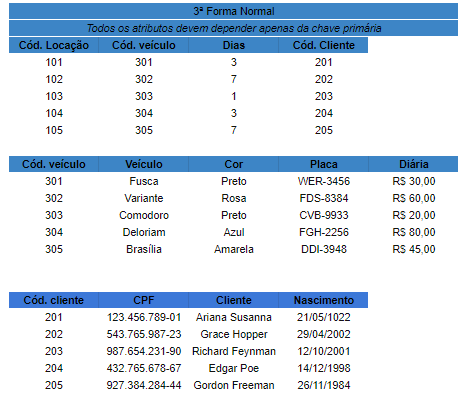 3ª Forma Normal
Todos os atributos devem depender apenas da chave primária
Cód. Locação Cód. veículo Dias Cód. Cliente
101 301 3 201
102 302 7 202
103 303 1 203
104 304 3 204
105 305 7 205
Cód. veículo Veículo Cor Placa Diária
301 Fusca Preto WER-3456 R$ 30,00
302 Variante Rosa FDS-8384 R$ 60,00
303 Comodoro Preto CVB-9933 R$ 20,00
304 Deloriam Azul FGH-2256 R$ 80,00
305 Brasília Amarela DDI-3948 R$ 45,00
Cód. cliente CPF Cliente Nascimento
201 123.456.789-01 Ariana Susanna 21/05/1022
202 543.765.987-23 Grace Hopper 29/04/2002
203 987.654.231-90 Richard Feynman 12/10/2001
204 432.765.678-67 Edgar Poe 14/12/1998
205 927.384.284-44 Gordon Freeman 26/11/1984